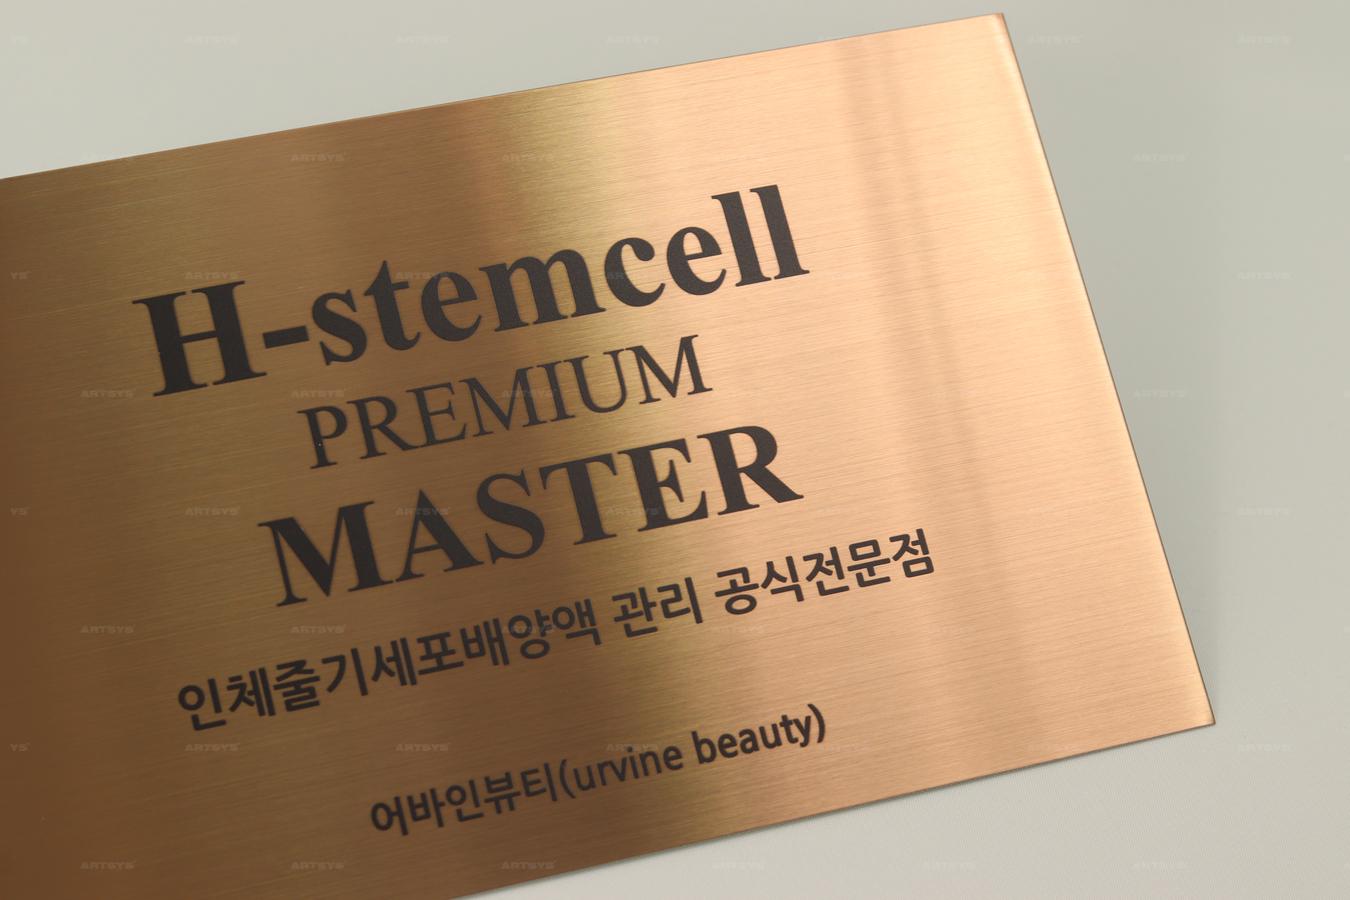 H-stemcell
PREMIUM
MASTER
인체줄기세포배양액 관리 공식전문점
어바인뷰티(urvine beauty)
ARTSYS